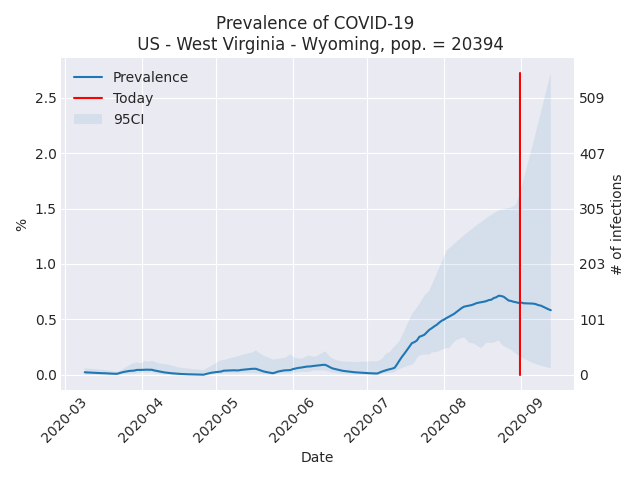 Prevalence of COVID-19
US - West Virginia - Wyoming, pop. = 20394
Prevalence
Today
95CI
2.5
2.0
1.5
1.0
0.5
0.0
%
509
407
305
203
101
0
# of infections
2020-03
2020-04
2020-05
2020-06
2020-07
2020-08
2020-09
Date